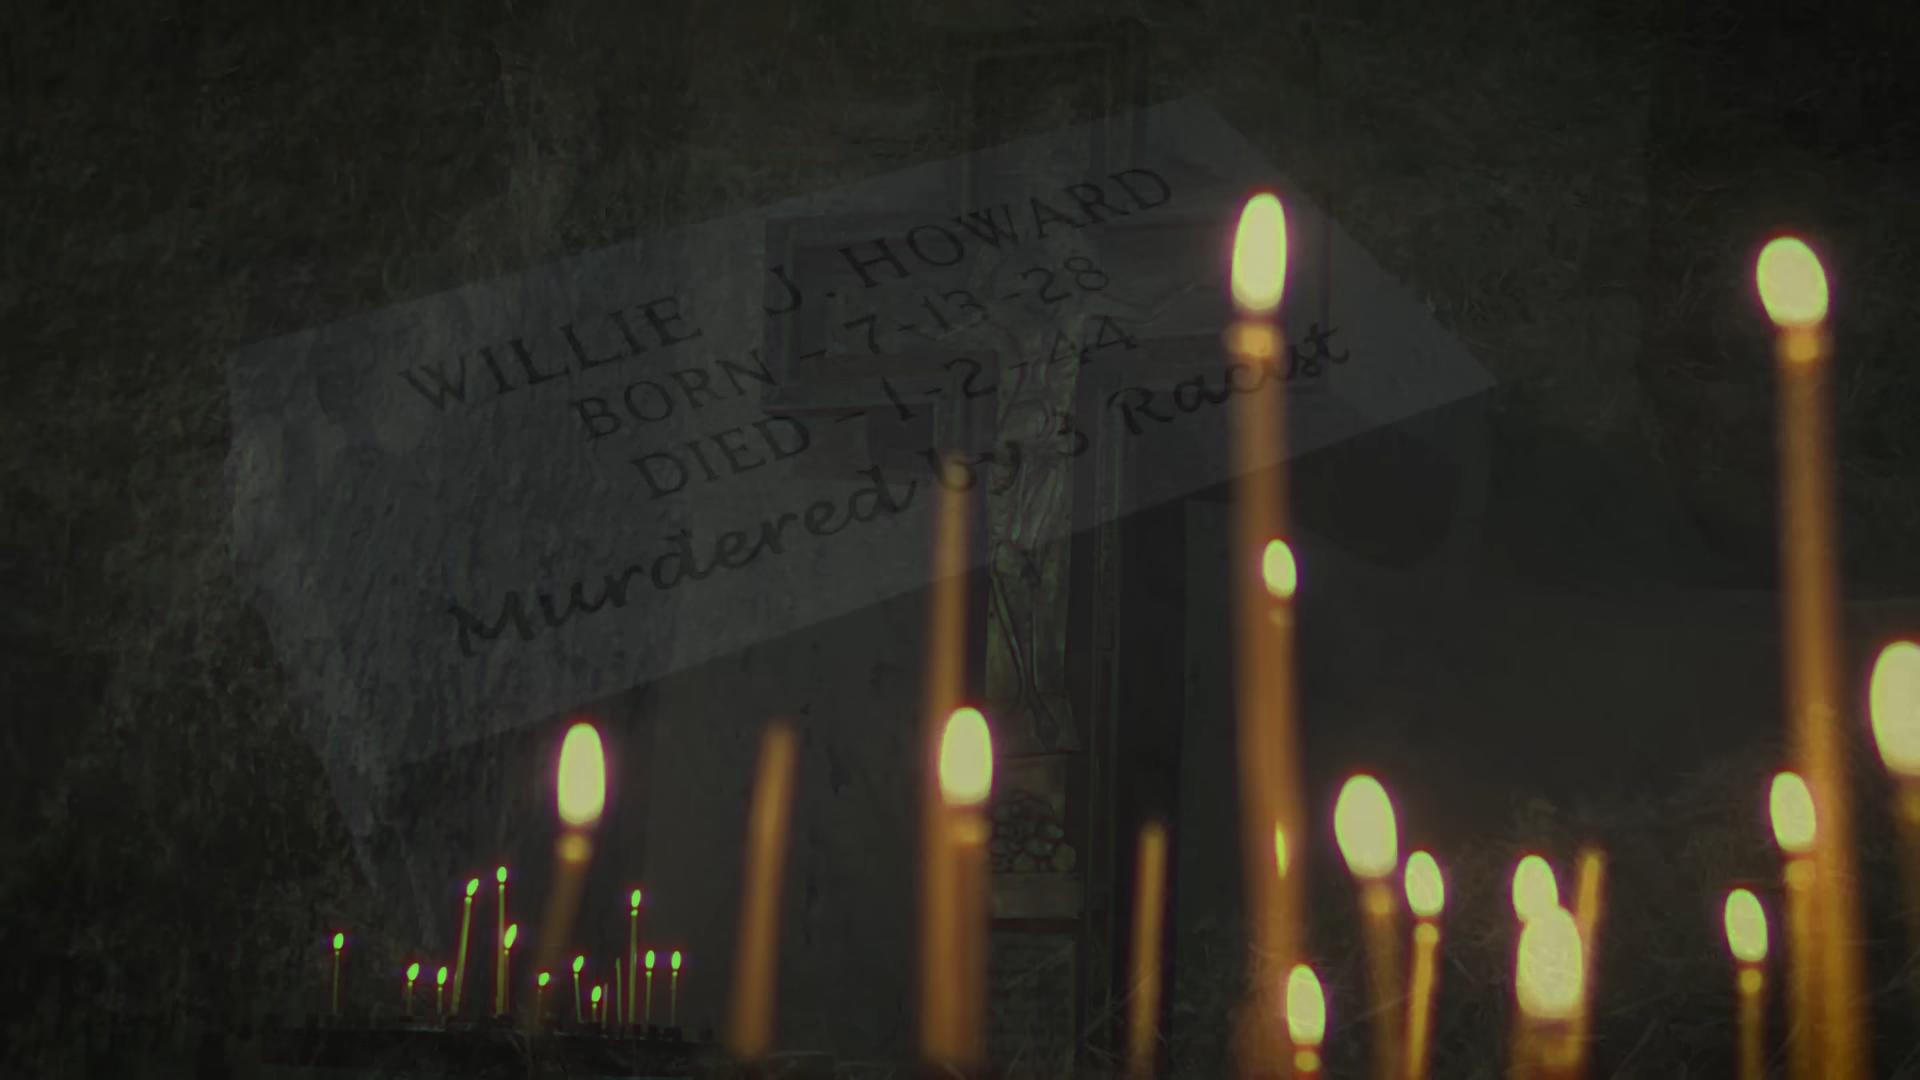 WILLIE J. HOWARD
BORN - 7-13-28
DIED - 1-2-44
Murdered by 3 Racist